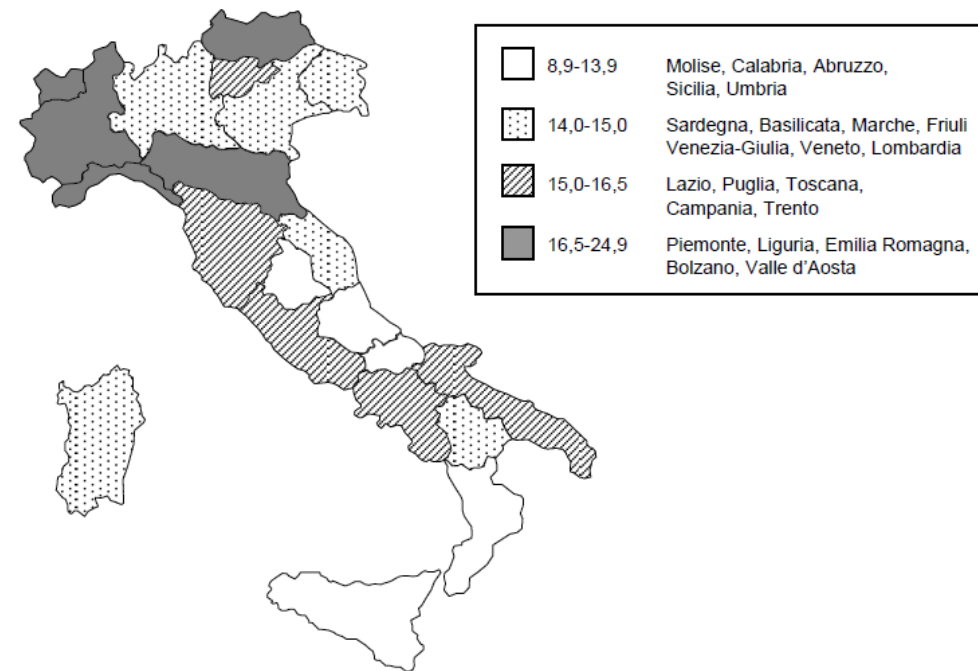 8,9-13,9 Molise, Calabria, Abruzzo,
Sicilia, Umbria
14,0-15,0 Sardegna, Basilicata, Marche, Friuli
Venezia-Giulia, Veneto, Lombardia
15,0-16,5 Lazio, Puglia, Toscana,
Campania, Trento
16,5-24,9 Piemonte, Liguria, Emilia Romagna,
Bolzano, Valle d'Aosta